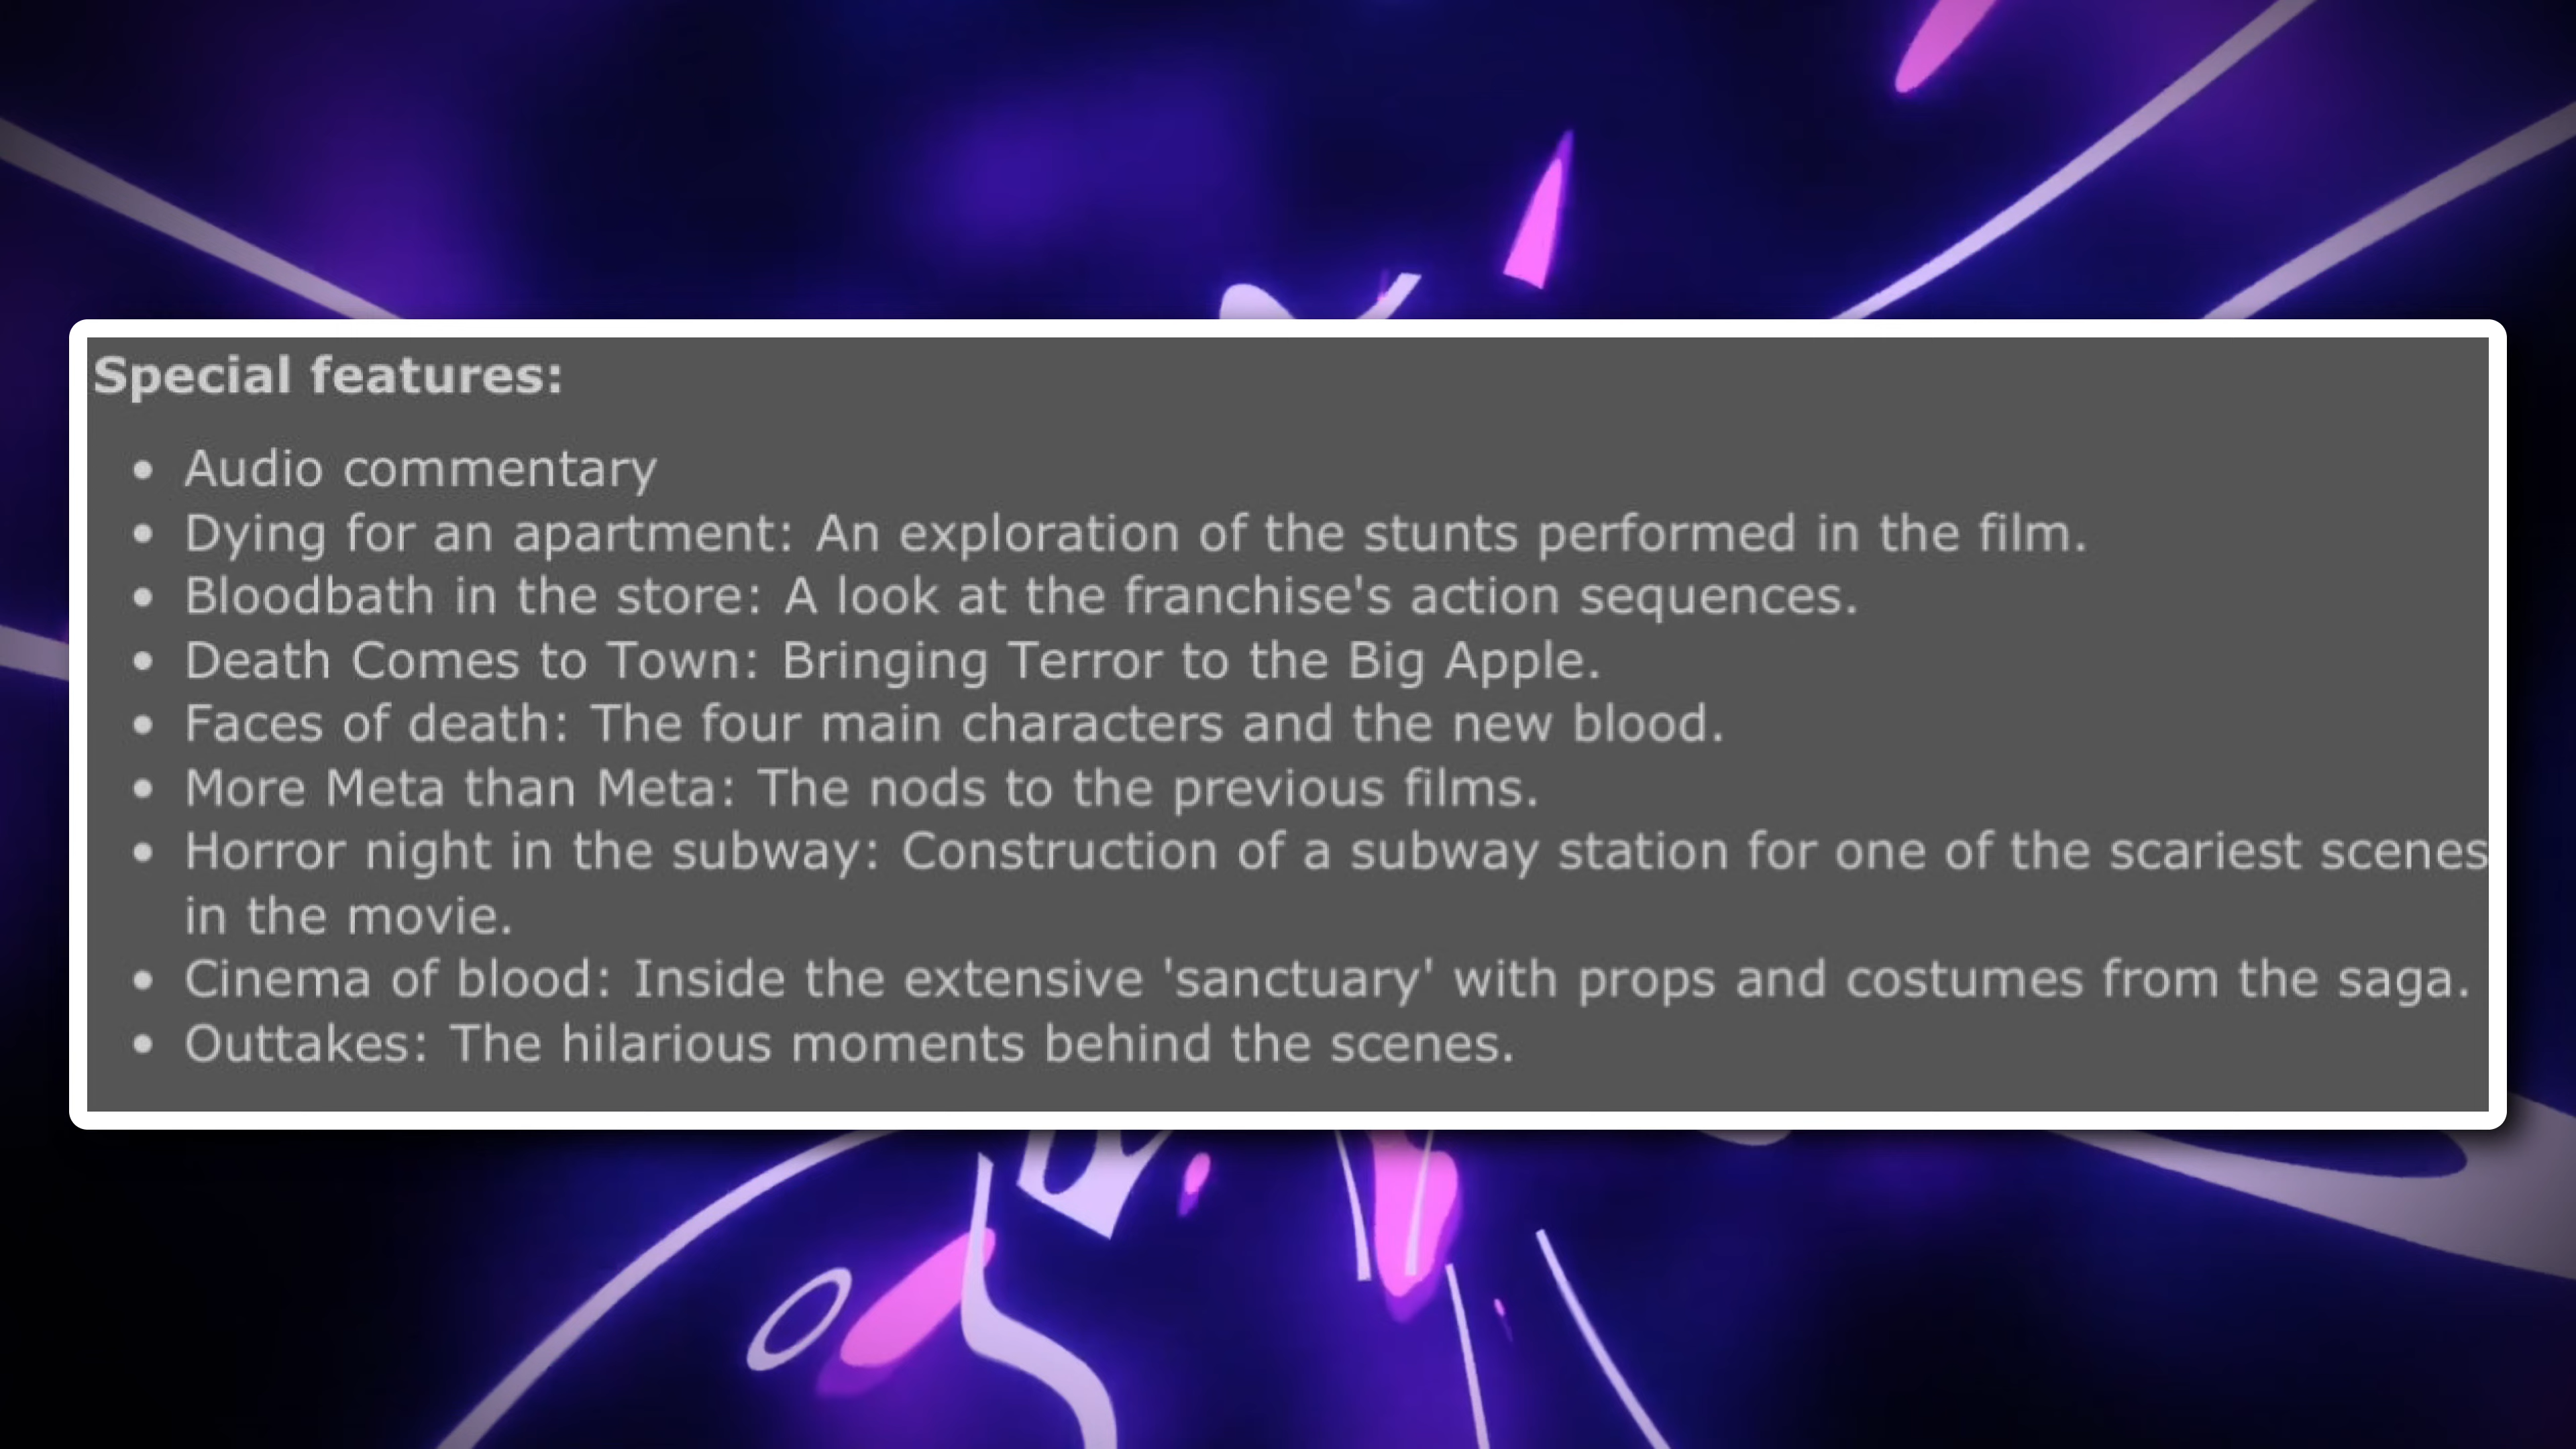 Special features:
• Audio commentary
• Dying for an apartment: An exploration of the stunts performed in the film.
• Bloodbath in the store: A look at the franchise's action sequences.
• Death Comes to Town: Bringing Terror to the Big Apple.
• Faces of death: The four main characters and the new blood.
• More Meta than Meta: The nods to the previous films.
• Horror night in the subway: Construction of a subway station for one of the scariest scenes
in the movie.
• Cinema of blood: Inside the extensive 'sanctuary' with props and costumes from the saga.
• Outtakes: The hilarious moments behind the scenes.